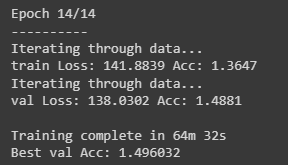 Epoch 14/14
----------
Iterating through data...
train Loss: 141.8839 Acc: 1.3647
Iterating through data...
val Loss: 138.0302 Acc: 1.4881
Training complete in 64m 32s
Best val Acc: 1.496032